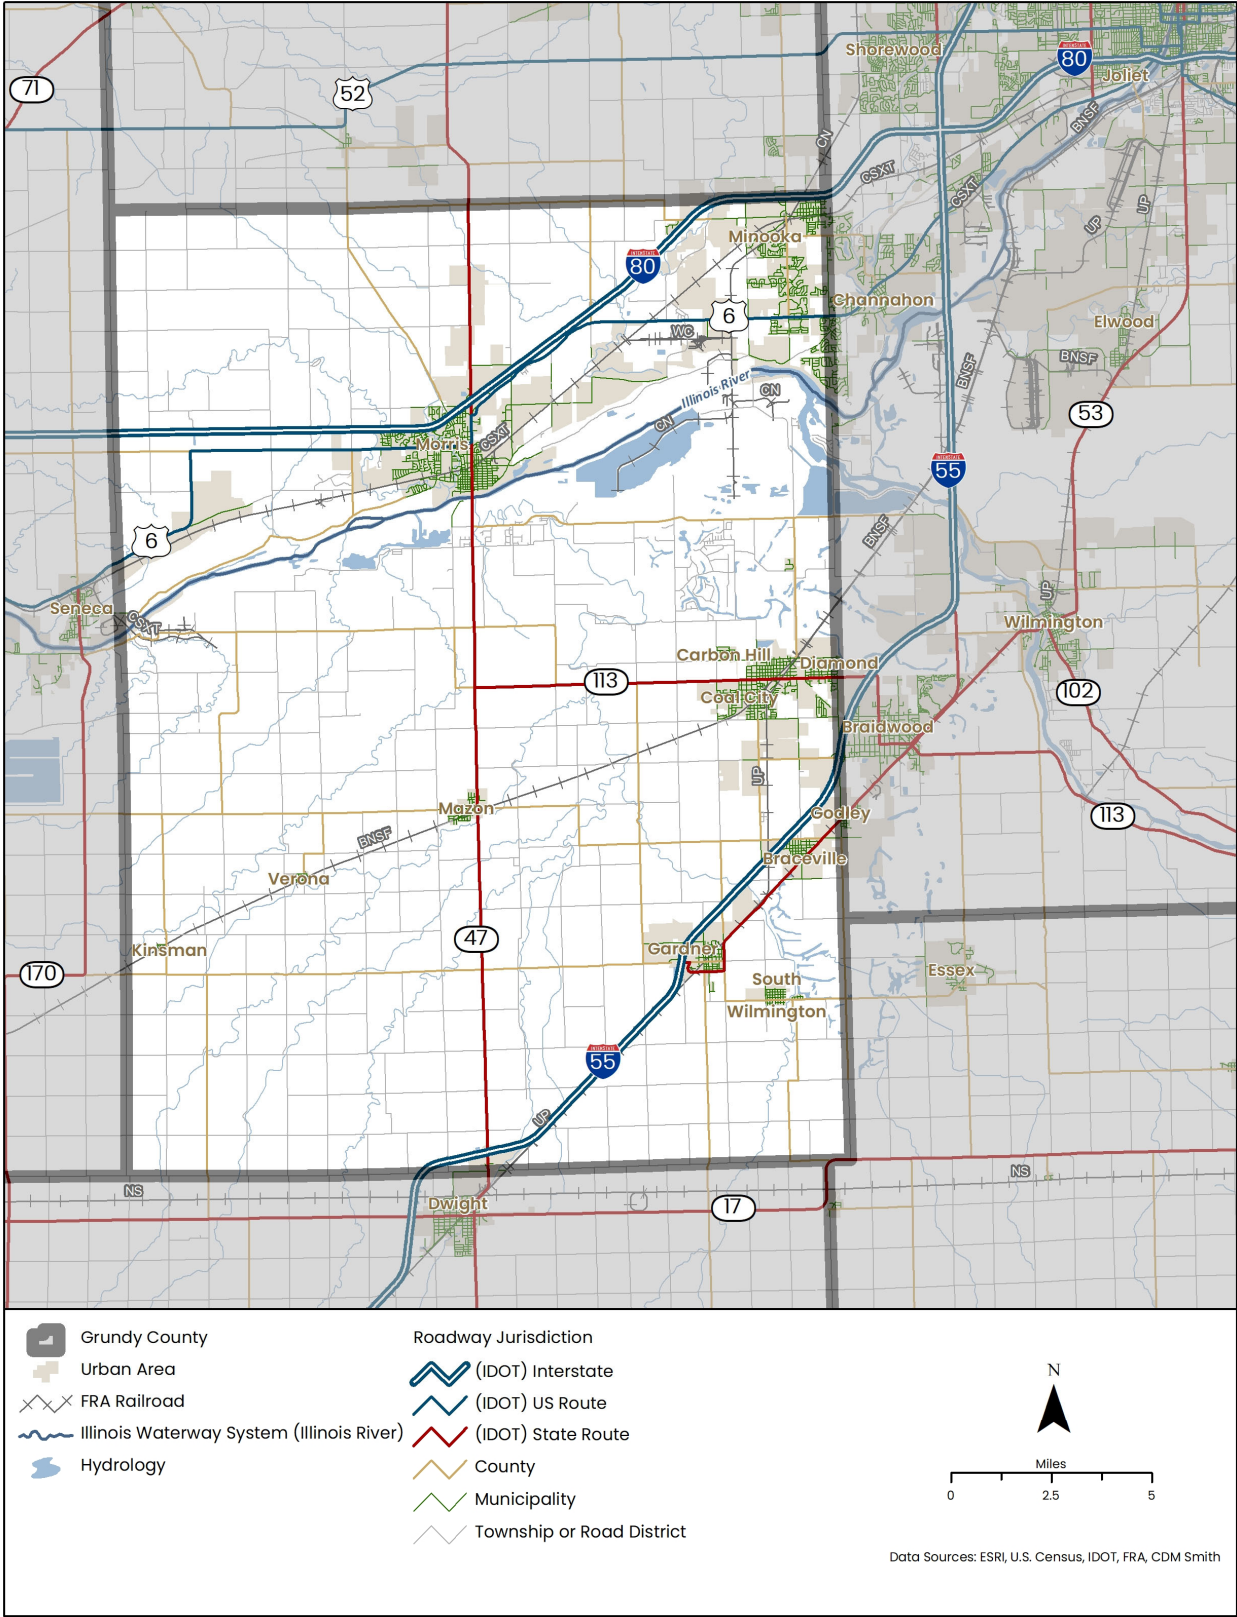 71
52
Shorewood
INTERSTATE
80
Joliet
BNSF
CN
CSXT
CSXT
UP
UP
Minooka
INTERSTATE
80
Channahon
6
Elwood
WC
BNSF
BNSF
Illinois River
CN
CN
53
Morris
CSXT
INTERSTATE
55
6
BNSF
Seneca
CSXT
UP
Wilmington
Carbon Hill
Diamond
113
102
Coal City
Braidwood
UP
Mazon
Godley
113
BNSF
Braceville
Verona
47
Kinsman
Gardner
170
Essex
South
Wilmington
INTERSTATE
55
UP
NS
NS
Dwight
17
Grundy County
Urban Area
FRA Railroad
Illinois Waterway System (Illinois River)
Hydrology
Roadway Jurisdiction
(IDOT) Interstate
(IDOT) US Route
(IDOT) State Route
County
Municipality
Township or Road District
N
Miles
0 2.5 5
Data Sources: ESRI, U.S. Census, IDOT, FRA, CDM Smith